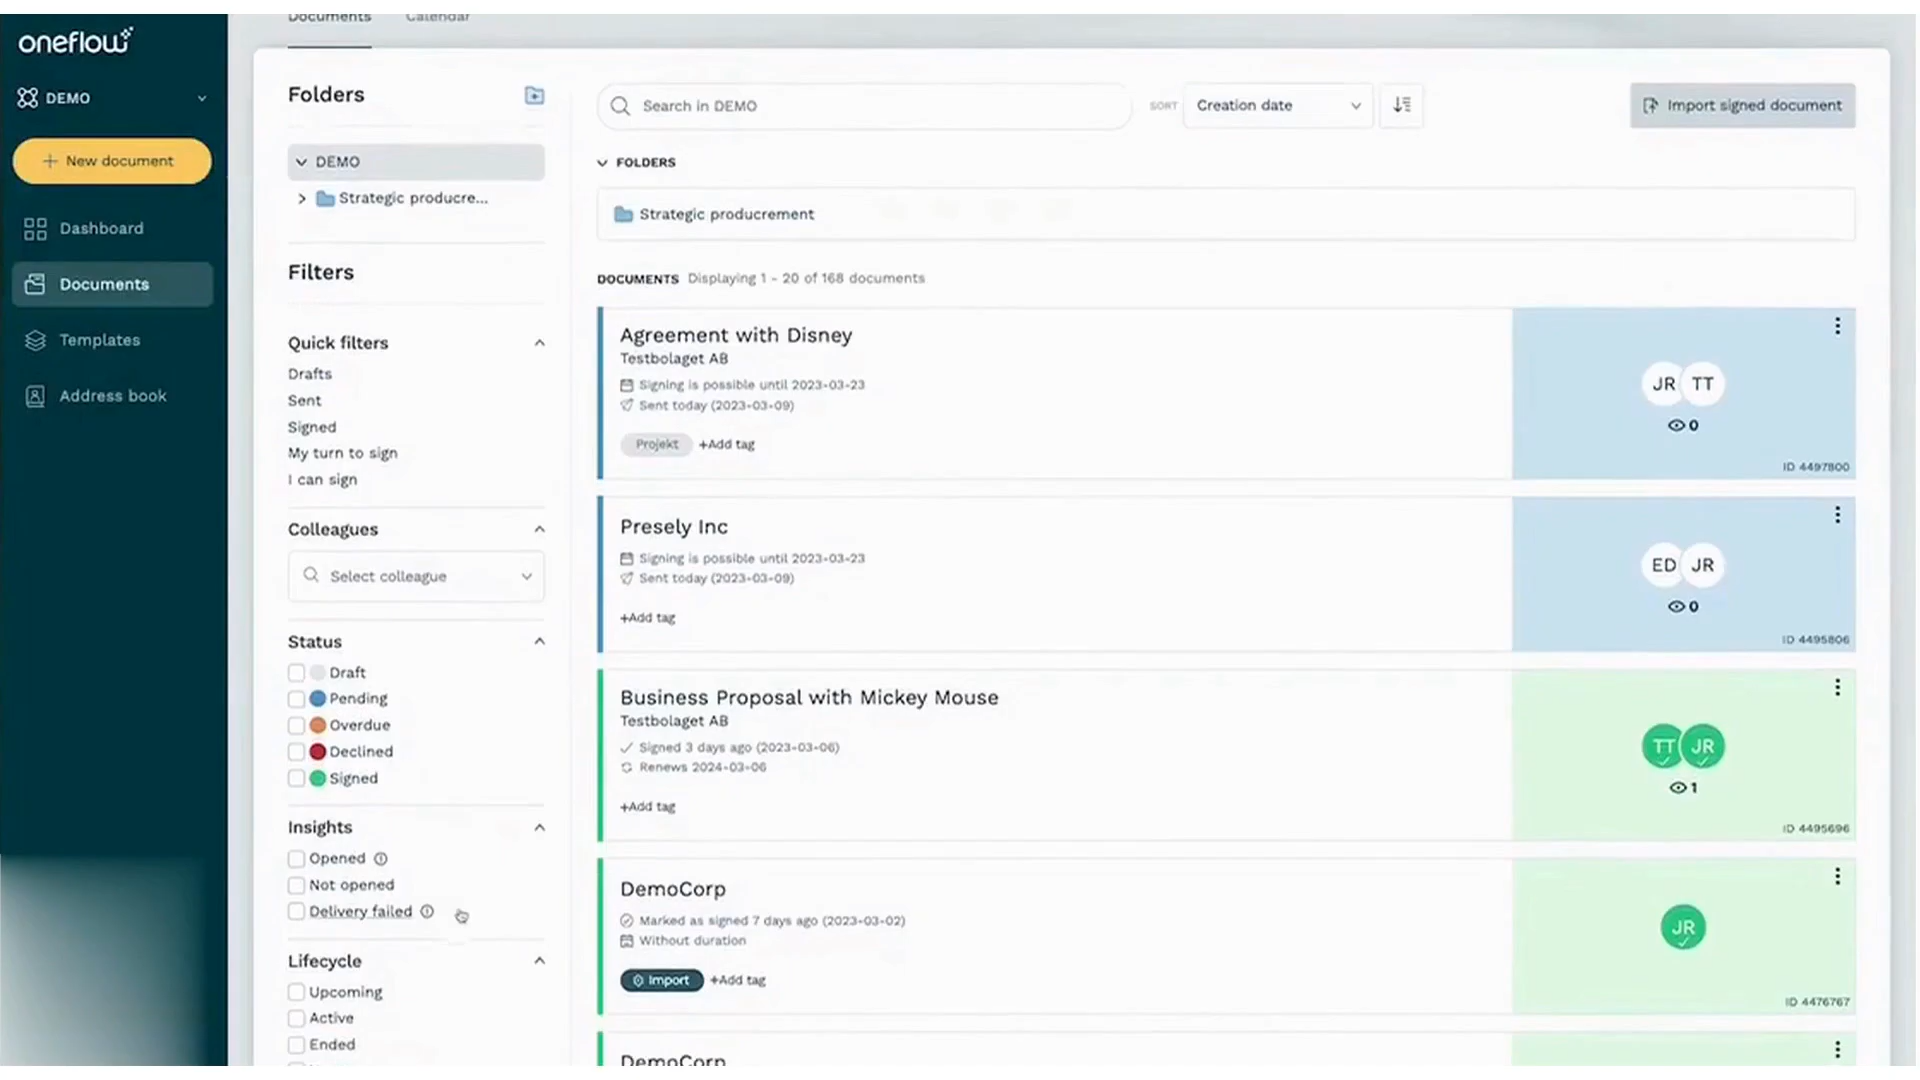 oneflow
DEMO
+ New document
Dashboard
Documents
Templates
Address book
Documents
Calendar
Folders
DEMO
Strategic producre...
Filters
Quick filters
Drafts
Sent
Signed
My turn to sign
I can sign
Colleagues
Select colleague
Status
Draft
Pending
Overdue
Declined
Signed
Insights
Opened
Not opened
Delivery failed
Lifecycle
Upcoming
Active
Ended
Search in DEMO
SORT
Creation date
Import signed document
FOLDERS
Strategic producrement
DOCUMENTS Displaying 1 - 20 of 168 documents
Agreement with Disney
Testbolaget AB
Signing is possible until 2023-03-23
Sent today (2023-03-09)
Projekt +Add tag
JR TT
0
ID 4497800
Presely Inc
Signing is possible until 2023-03-23
Sent today (2023-03-09)
+Add tag
ED JR
0
ID 4495806
Business Proposal with Mickey Mouse
Testbolaget AB
Signed 3 days ago (2023-03-06)
Renews 2024-03-06
+Add tag
TT JR
1
ID 4495696
DemoCorp
Marked as signed 7 days ago (2023-03-02)
Without duration
Import +Add tag
JR
ID 4476767
DemoCorp